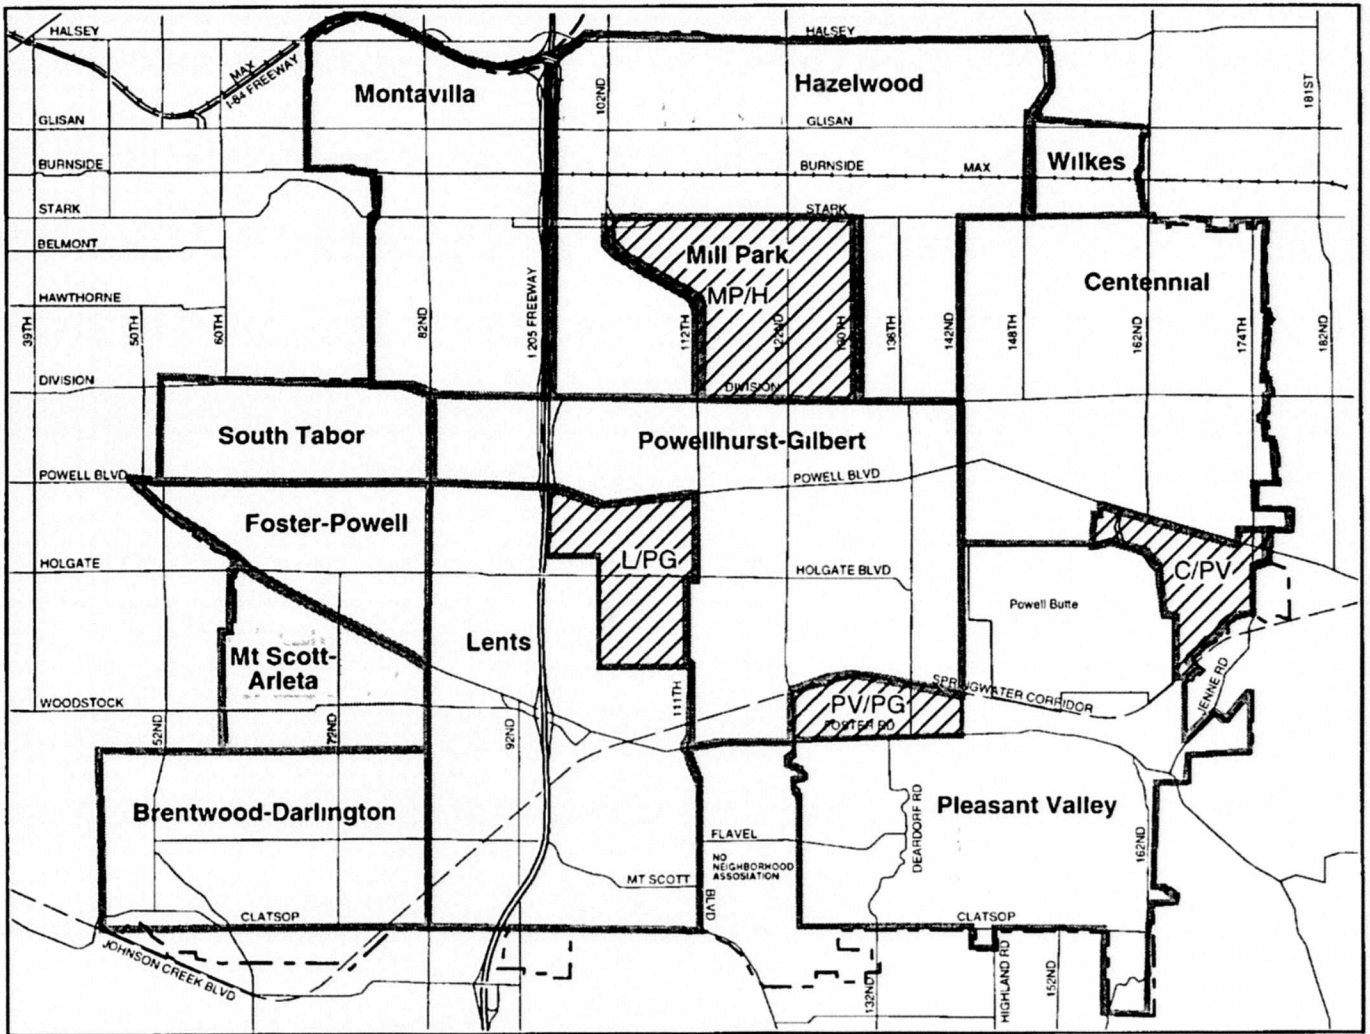 HALSEY
HALSEY
MAX
I-84 FREEWAY
Montavilla
Hazelwood
102ND
181ST
GLISAN
GLISAN
Wilkes
BURNSIDE
BURNSIDE
MAX
STARK
STARK
BELMONT
Mill Park
MP/H
Centennial
HAWTHORNE
39TH
50TH
60TH
82ND
I 205 FREEWAY
112TH
122ND
130TH
136TH
142ND
148TH
162ND
174TH
182ND
DIVISION
DIVISION
South Tabor
Powellhurst-Gilbert
POWELL BLVD
POWELL BLVD
Foster-Powell
L/PG
C/PV
HOLGATE
HOLGATE BLVD
Powell Butte
Lents
Mt Scott-
Arleta
JENNE RD
SPRINGWATER CORRIDOR
WOODSTOCK
111TH
PV/PG
FOSTER RD
52ND
72ND
92ND
Brentwood-Darlington
Pleasant Valley
DEARDORF RD
162ND
FLAVEL
NO
NEIGHBORHOOD
ASSOSIATION
MT SCOTT
BLVD
CLATSOP
CLATSOP
JOHNSON CREEK BLVD
132ND
HIGHLAND RD
152ND